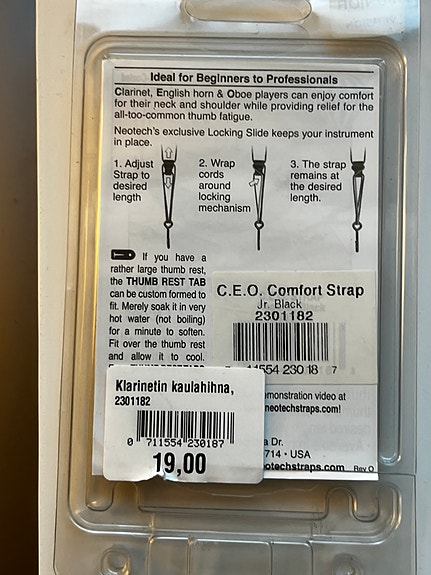 Ideal for Beginners to Professionals
Clarinet, English horn & Oboe players can enjoy comfort
for their neck and shoulder while providing relief for the
all-too-common thumb fatigue.
Neotech's exclusive Locking Slide keeps your instrument
in place.
1. Adjust
Strap to
desired
length
2. Wrap
cords
around
locking
mechanism
3. The strap
remains at
the desired
length.
If you have a
rather large thumb rest,
the THUMB REST TAB
can be custom formed to
fit. Merely soak it in very
hot water (not boiling)
for a minute to soften.
Fit over the thumb rest
and allow it to cool.
C.E.O. Comfort Strap
Jr. Black
2301182
11554 23018 7
Klarinetin kaulahihna,
2301182
0 711554 230187
19,00
monstration video at
neotechstraps.com!
a Dr.
714 • USA
eotechstraps.com Rev O